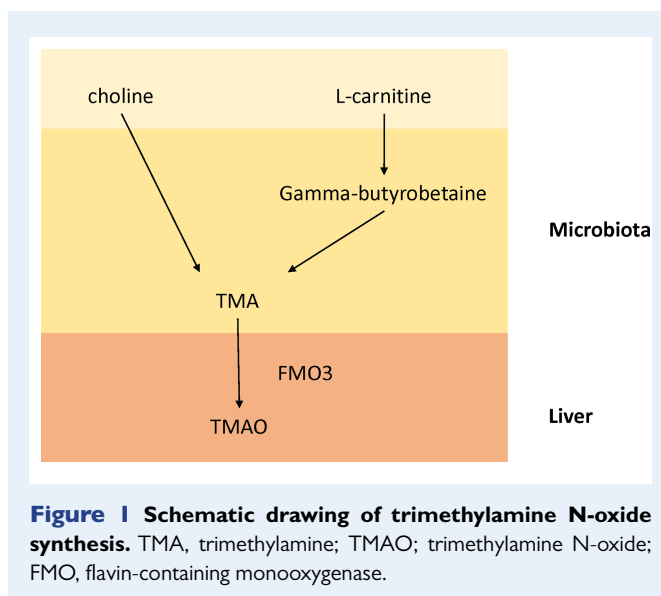 choline L-carnitine
Gamma-butyrobetaine
Microbiota
TMA
FMO3
TMAO
Liver
Figure 1 Schematic drawing of trimethylamine N-oxide
synthesis. TMA, trimethylamine; TMAO; trimethylamine N-oxide;
FMO, flavin-containing monooxygenase.